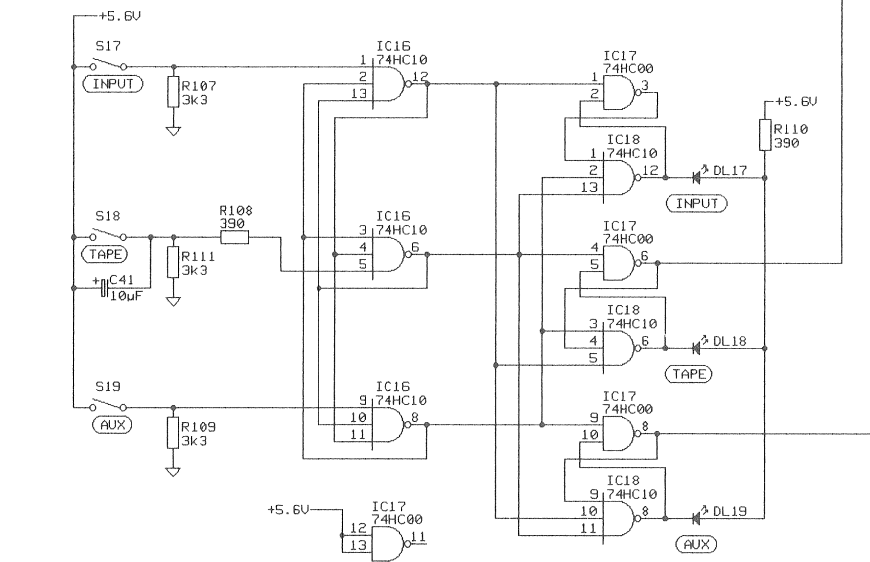 +5.6V
S17
INPUT
R107
3k3
IC16
74HC10
1
2
13
12
IC17
74HC00
1
2
3
+5.6V
R110
390
IC18
74HC10
1
2
13
12
DL17
INPUT
S18
TAPE
C41
+
10µF
R111
3k3
R108
390
IC16
74HC10
3
4
5
6
IC17
74HC00
4
5
6
IC18
74HC10
3
4
5
6
DL18
TAPE
S19
AUX
R109
3k3
IC16
74HC10
9
10
11
8
IC17
74HC00
9
10
8
IC18
74HC10
9
10
11
8
DL19
AUX
+5.6V
IC17
74HC00
12
13
11